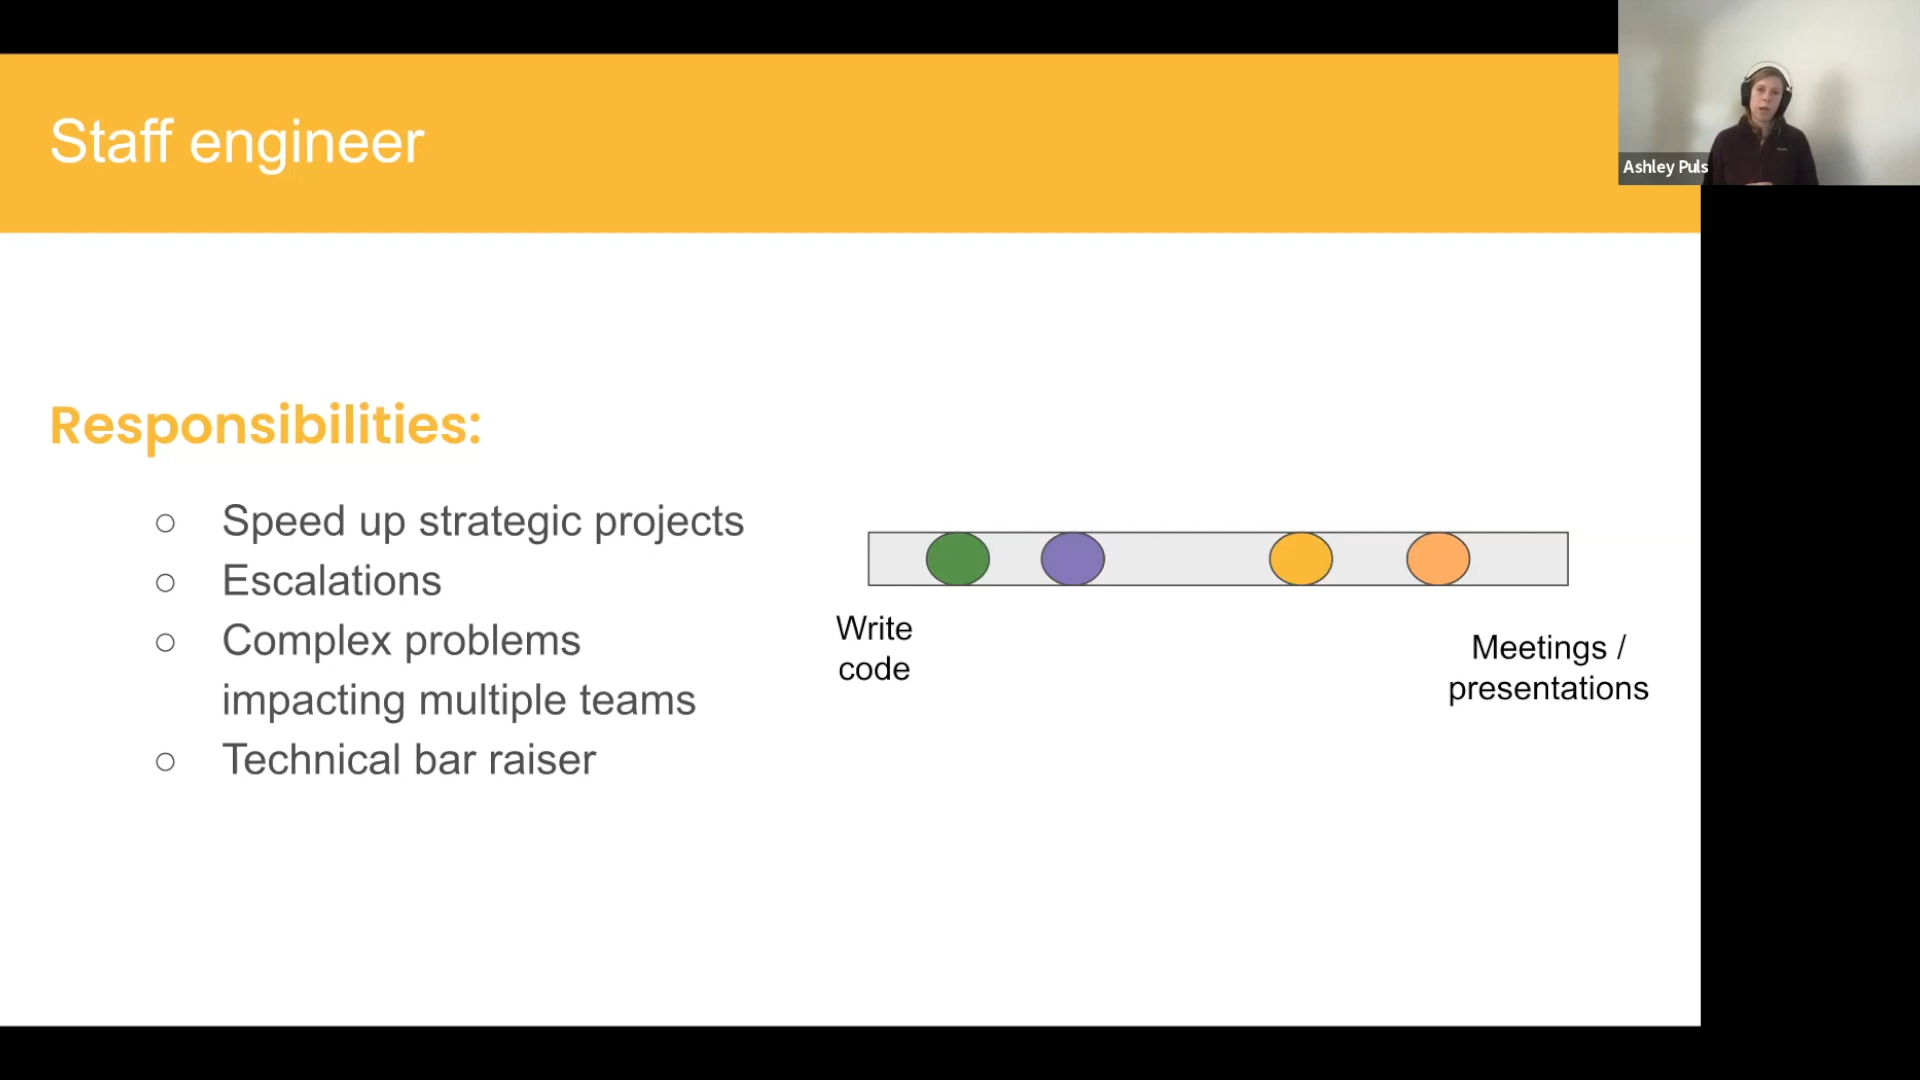 Staff engineer
Ashley Puls
Responsibilities:
Speed up strategic projects
Escalations
Complex problems
impacting multiple teams
Technical bar raiser
Write
code
Meetings /
presentations